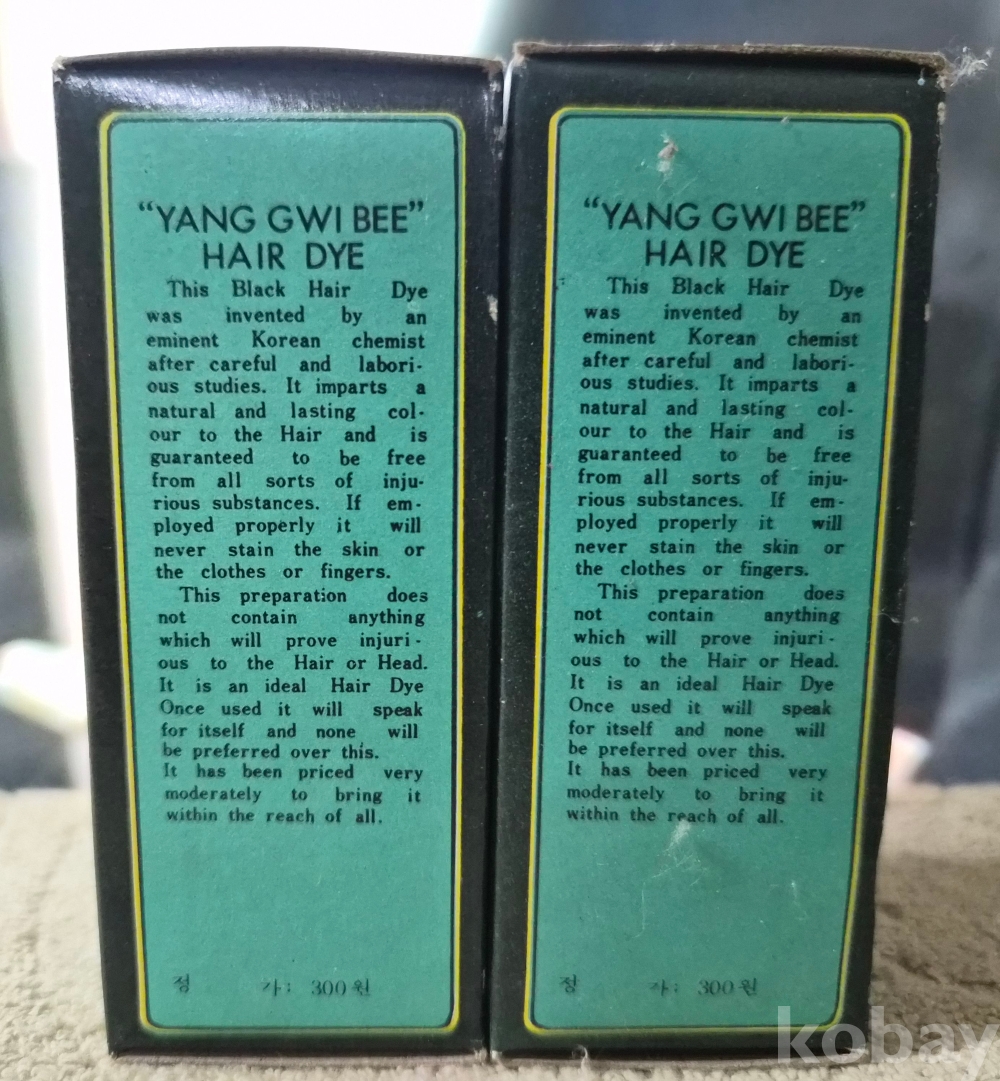 “YANG GWI BEE”
HAIR DYE
This Black Hair Dye
was invented by an
eminent Korean chemist
after careful and labori-
ous studies. It imparts a
natural and lasting col-
our to the Hair and is
guaranteed to be free
from all sorts of inju-
rious substances. If em-
ployed properly it will
never stain the skin or
the clothes or fingers.
This preparation does
not contain anything
which will prove injuri-
ous to the Hair or Head.
It is an ideal Hair Dye
Once used it will speak
for itself and none will
be preferred over this.
It has been priced very
moderately to bring it
within the reach of all.
정 가: 300원
“YANG GWI BEE”
HAIR DYE
This Black Hair Dye
was invented by an
eminent Korean chemist
after careful and labori-
ous studies. It imparts a
natural and lasting col-
our to the Hair and is
guaranteed to be free
from all sorts of inju-
rious substances. If em-
ployed properly it will
never stain the skin or
the clothes or fingers.
This preparation does
not contain anything
which will prove injuri-
ous to the Hair or Head.
It is an ideal Hair Dye
Once used it will speak
for itself and none will
be preferred over this.
It has been priced very
moderately to bring it
within the reach of all.
정 가: 300원
kobay